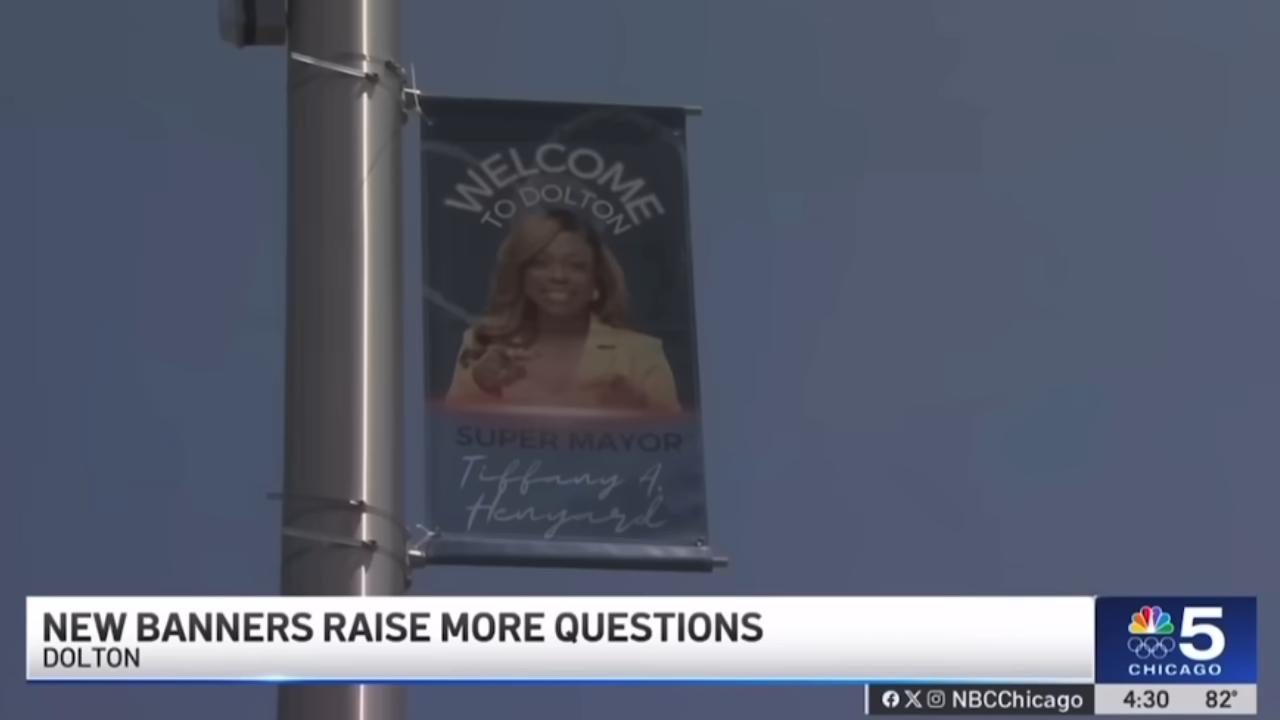 WELCOME
TO DOLTON
SUPER MAYOR
Tiffany A.
Henyard
NEW BANNERS RAISE MORE QUESTIONS
DOLTON
5
CHICAGO
NBCChicago
4:30 82°